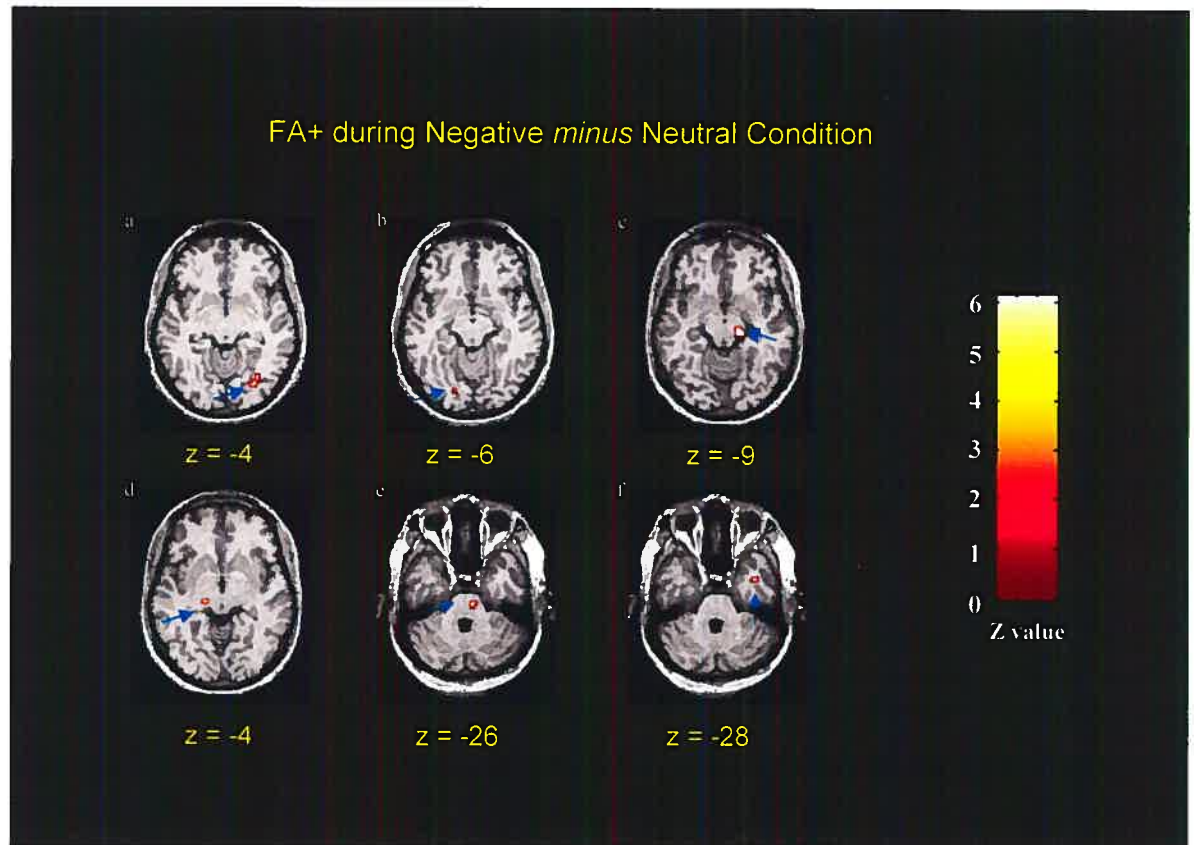 FA+ during Negative minus Neutral Condition
a
b
c
z = -4
z = -6
z = -9
d
e
f
z = -4
z = -26
z = -28
6
5
4
3
2
1
0
Z value